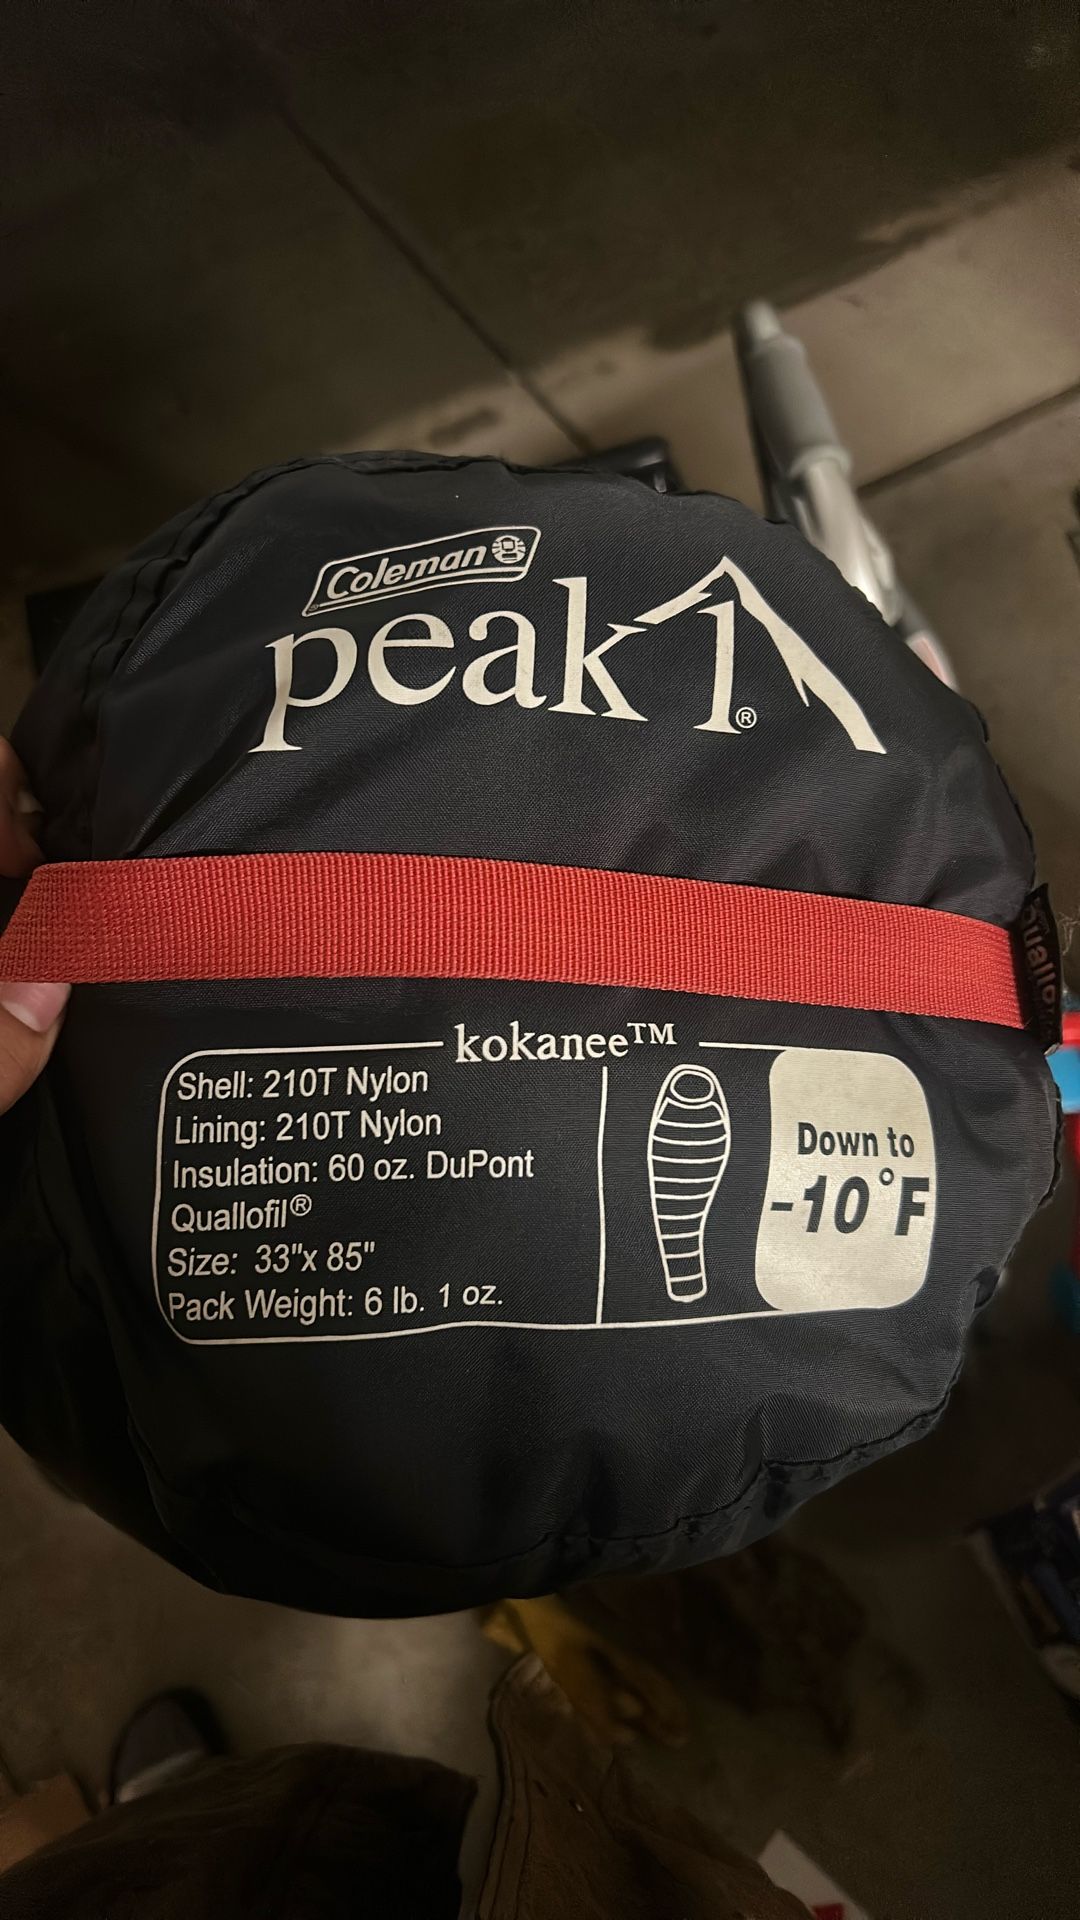 Coleman
peak 1®
Quallo
kokanee™
Shell: 210T Nylon
Lining: 210T Nylon
Insulation: 60 oz. DuPont
Quallofil®
Size: 33"x 85"
Pack Weight: 6 lb. 1 oz.
Down to
-10°F